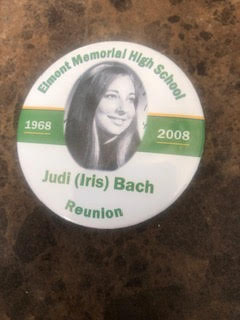 Elmont Memorial High School
1968
2008
Judi (Iris) Bach
Reunion